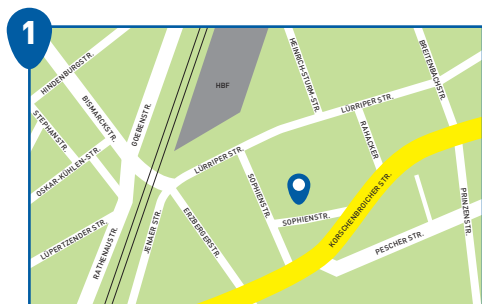 1
HINDENBURGSTR.
STEPHANSTR.
BISMARCKSTR.
GOEBENSTR.
HBF
HEINRICH-STURM-STR.
BREITENBACHSTR.
LÜRRIPER STR.
RAHACKER
OSKAR-KÜHLEN-STR.
LÜRRIPER STR.
SOPHIENSTR.
SOPHIENSTR.
KORSCHENBROICHER STR.
PRINZENSTR.
LÜPERTZENDER STR.
RATHENAUSTR.
JENAER STR.
ERZBERGERSTR.
PESCHER STR.